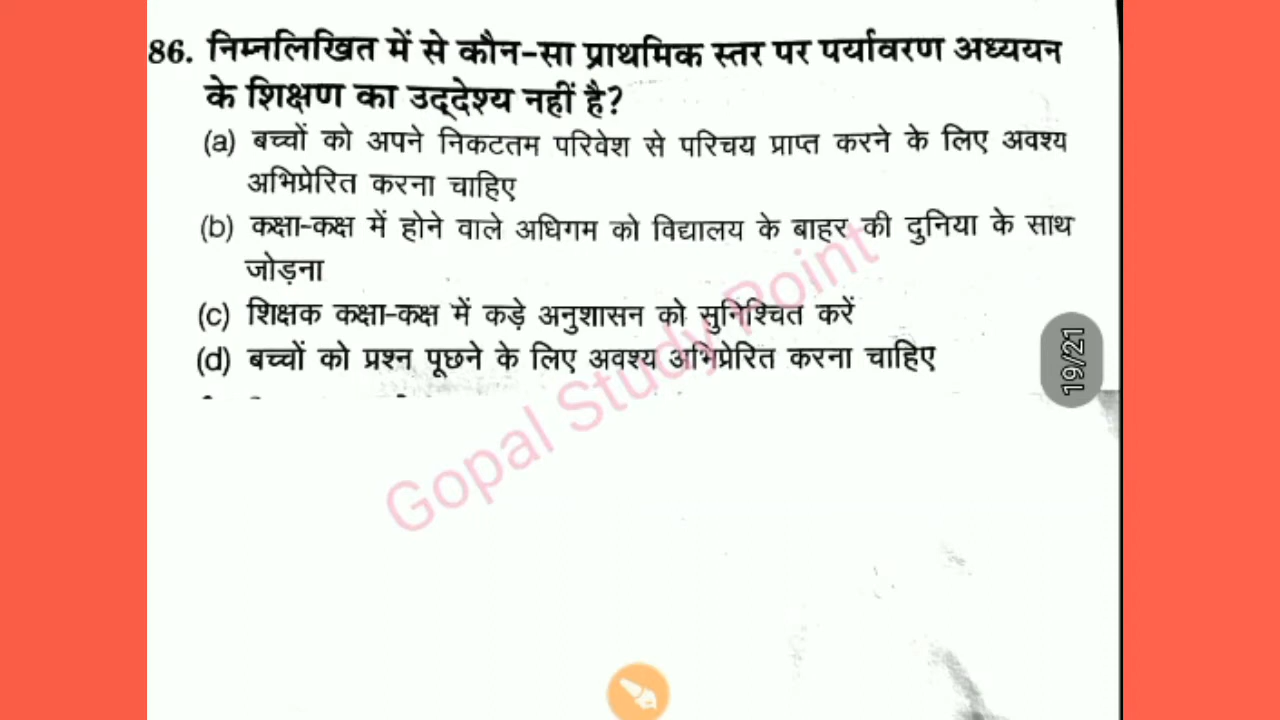 86. निम्नलिखित में से कौन-सा प्राथमिक स्तर पर पर्यावरण अध्ययन
के शिक्षण का उद्देश्य नहीं है?
(a) बच्चों को अपने निकटतम परिवेश से परिचय प्राप्त करने के लिए अवश्य
अभिप्रेरित करना चाहिए
(b) कक्षा-कक्ष में होने वाले अधिगम को विद्यालय के बाहर की दुनिया के साथ
जोड़ना
(c) शिक्षक कक्षा-कक्ष में कड़े अनुशासन को सुनिश्चित करें
(d) बच्चों को प्रश्न पूछने के लिए अवश्य अभिप्रेरित करना चाहिए
19/21
Gopal Study Point